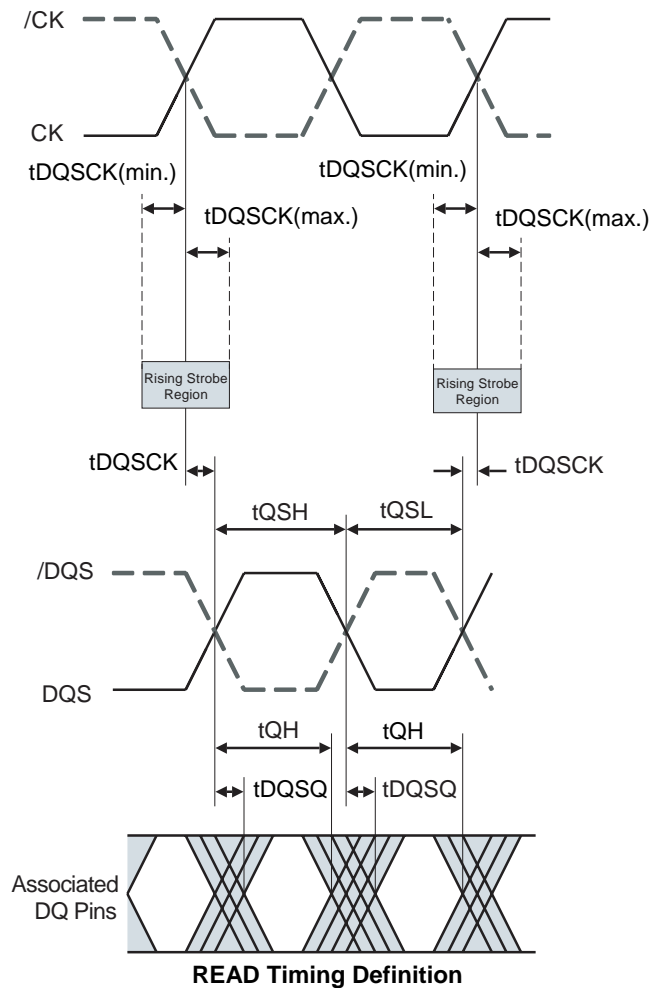 /CK
CK
tDQSCK(min.)
tDQSCK(min.)
tDQSCK(max.)
tDQSCK(max.)
Rising Strobe
Region
Rising Strobe
Region
tDQSCK
tDQSCK
tQSH
tQSL
/DQS
DQS
tQH
tQH
tDQSQ
tDQSQ
Associated
DQ Pins
READ Timing Definition